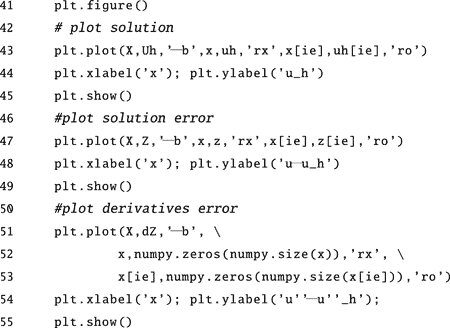 41 plt.figure()
42 # plot solution
43 plt.plot(X,Uh,'—b',x,uh,'rx',x[ie],uh[ie],'ro')
44 plt.xlabel('x'); plt.ylabel('u_h')
45 plt.show()
46 #plot solution error
47 plt.plot(X,Z,'—b',x,z,'rx',x[ie],z[ie],'ro')
48 plt.xlabel('x'); plt.ylabel('u—u_h')
49 plt.show()
50 #plot derivatives error
51 plt.plot(X,dZ,'—b', \
52 x,numpy.zeros(numpy.size(x)),'rx', \
53 x[ie],numpy.zeros(numpy.size(x[ie])),'ro')
54 plt.xlabel('x'); plt.ylabel('u''—u''_h');
55 plt.show()